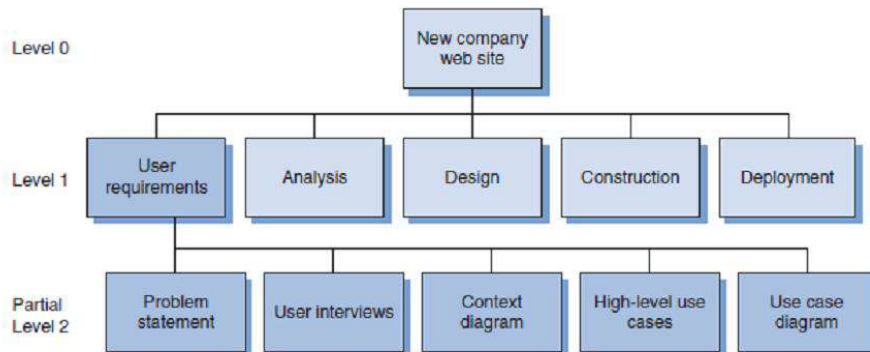 Level 0
New company
web site
Level 1
User
requirements
Analysis
Design
Construction
Deployment
Partial
Level 2
Problem
statement
User interviews
Context
diagram
High-level use
cases
Use case
diagram